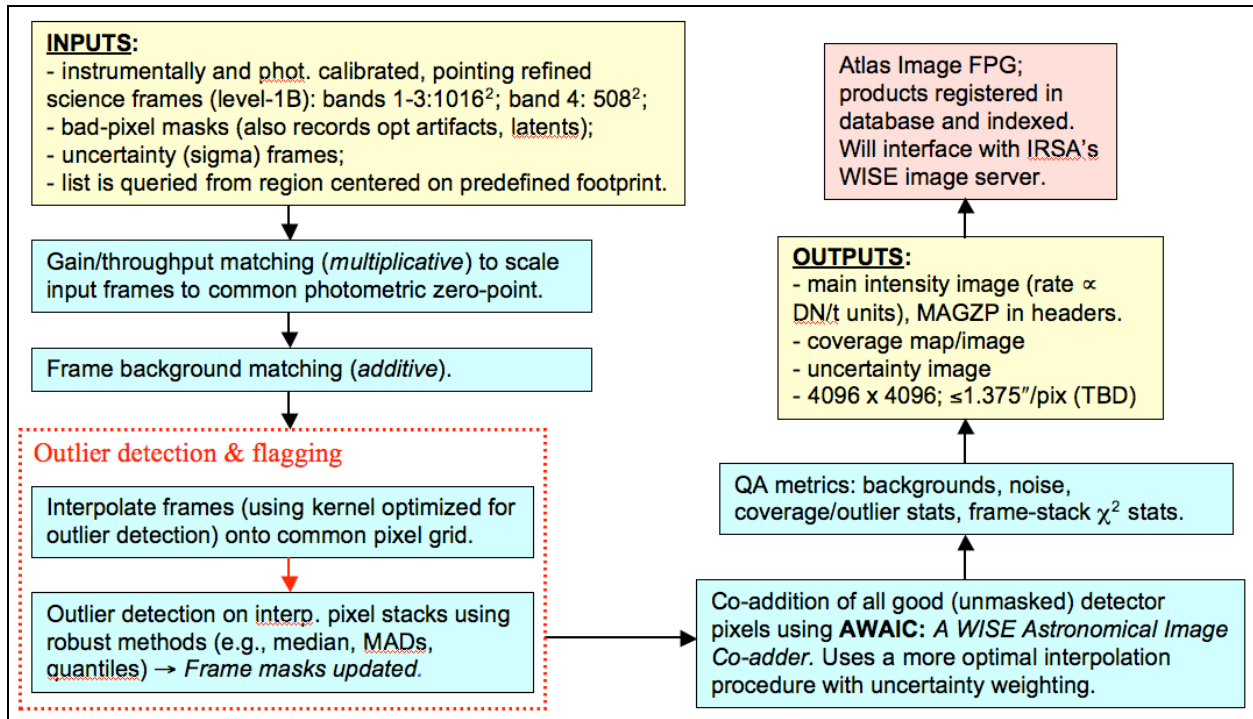 INPUTS:
- instrumentally and phot. calibrated, pointing refined
science frames (level-1B): bands 1-3:1016²; band 4: 508²;
- bad-pixel masks (also records opt artifacts, latents);
- uncertainty (sigma) frames;
- list is queried from region centered on predefined footprint.
Gain/throughput matching (multiplicative) to scale
input frames to common photometric zero-point.
Frame background matching (additive).
Outlier detection & flagging
Interpolate frames (using kernel optimized for
outlier detection) onto common pixel grid.
Outlier detection on interp. pixel stacks using
robust methods (e.g., median, MADs,
quantiles) → Frame masks updated.
Co-addition of all good (unmasked) detector
pixels using AWAIC: A WISE Astronomical Image
Co-adder. Uses a more optimal interpolation
procedure with uncertainty weighting.
QA metrics: backgrounds, noise,
coverage/outlier stats, frame-stack χ² stats.
OUTPUTS:
- main intensity image (rate ∝
DN/t units), MAGZP in headers.
- coverage map/image
- uncertainty image
- 4096 x 4096; ≤1.375″/pix (TBD)
Atlas Image FPG;
products registered in
database and indexed.
Will interface with IRSA's
WISE image server.